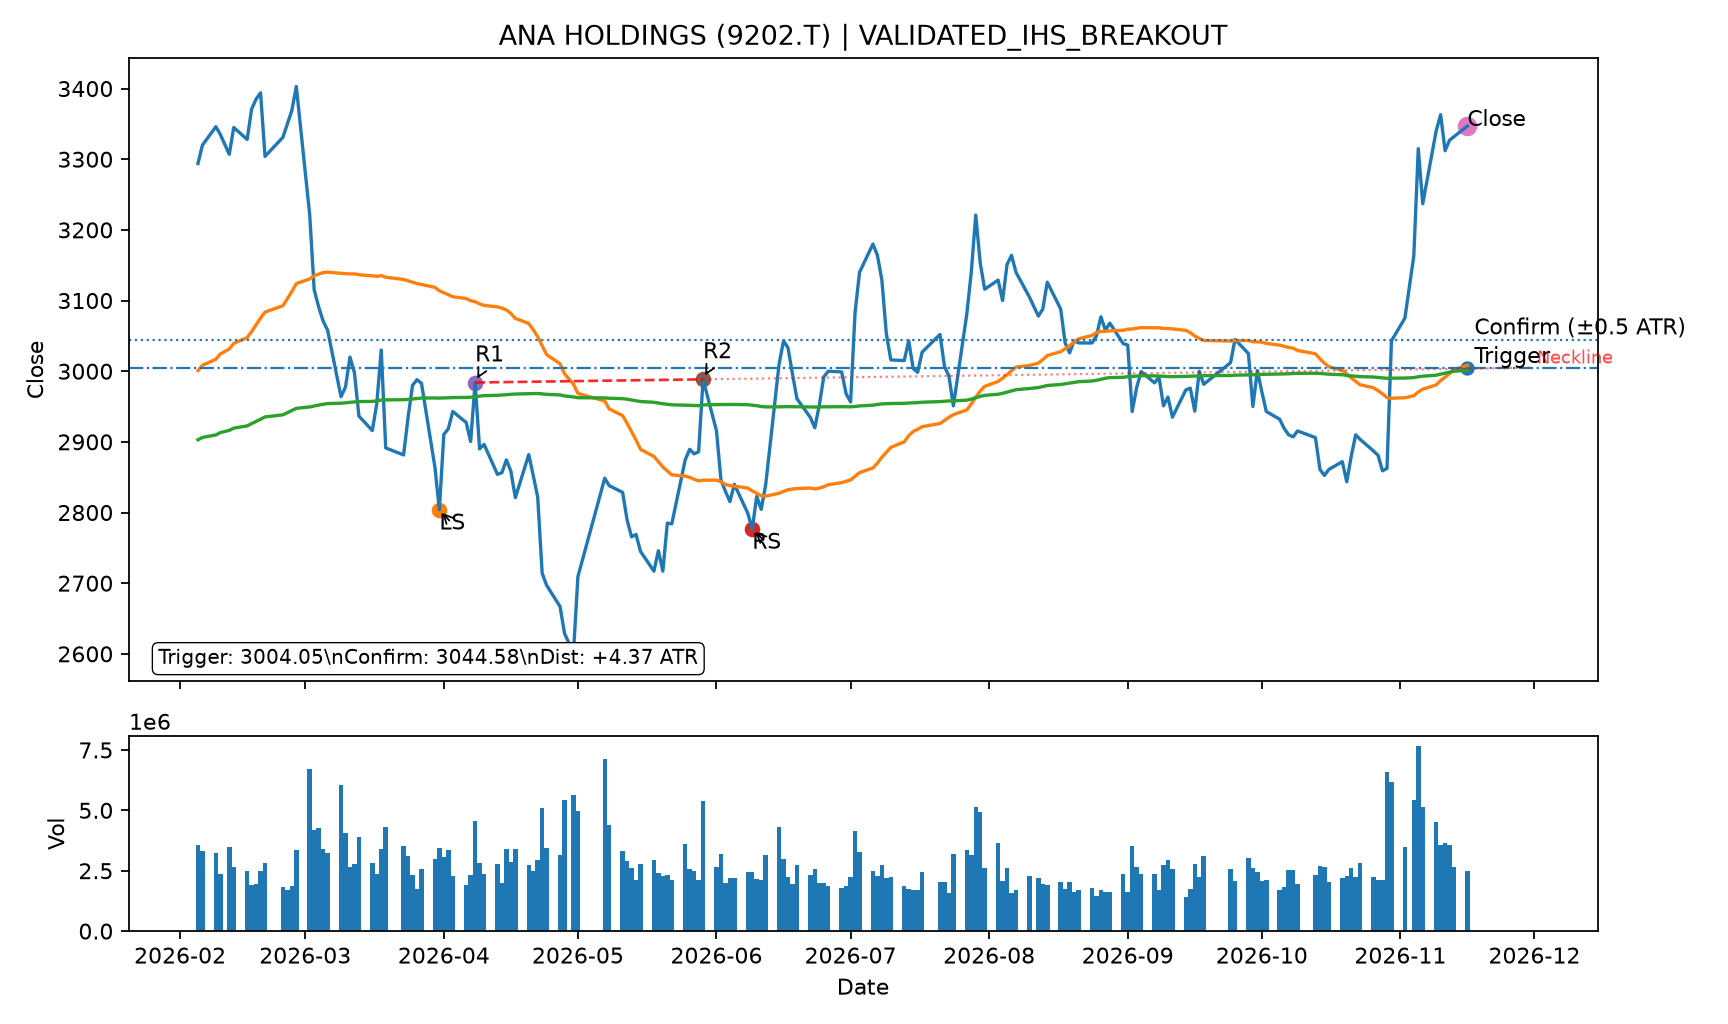 ANA HOLDINGS (9202.T) | VALIDATED_IHS_BREAKOUT
Close
3400
3300
3200
3100
3000
2900
2800
2700
2600
Close
Confirm (±0.5 ATR)
Trigger
Neckline
R1
R2
LS
RS
Trigger: 3004.05\nConfirm: 3044.58\nDist: +4.37 ATR
1e6
Vol
7.5
5.0
2.5
0.0
2026-02 2026-03 2026-04 2026-05 2026-06 2026-07 2026-08 2026-09 2026-10 2026-11 2026-12
Date